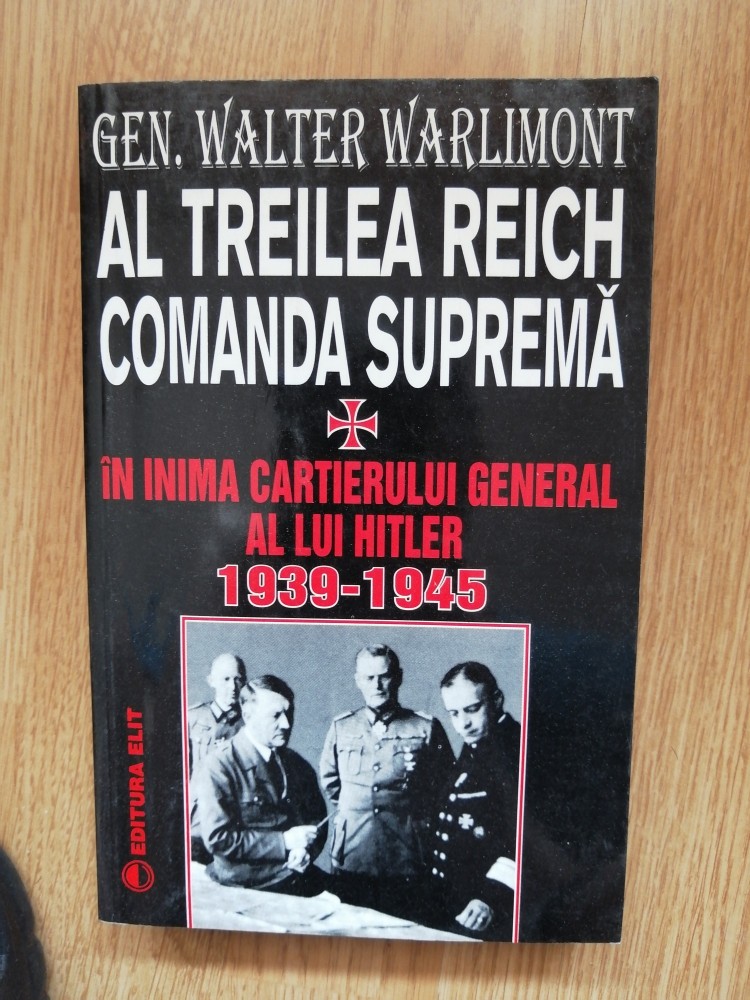 GEN. WALTER WARLIMONT
AL TREILEA REICH
COMANDA SUPREMĂ
ÎN INIMA CARTIERULUI GENERAL
AL LUI HITLER
1939-1945
EDITURA ELIT